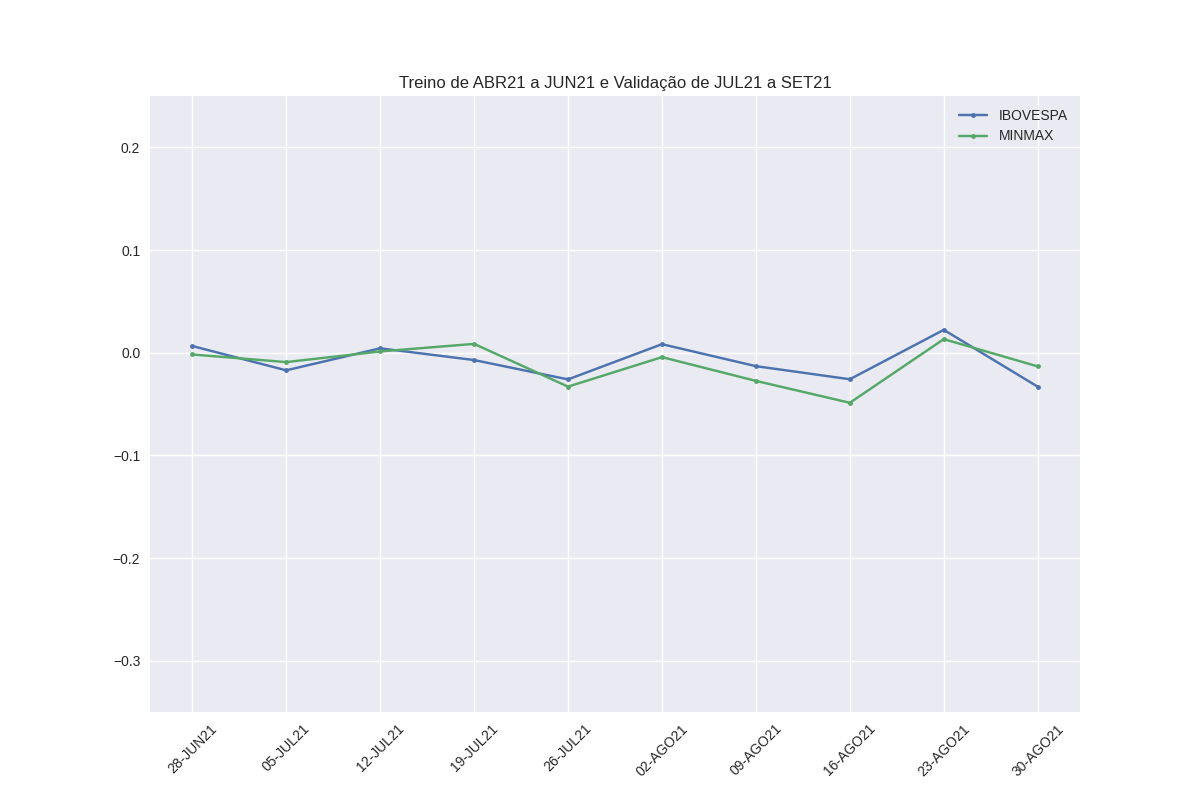 Treino de ABR21 a JUN21 e Validação de JUL21 a SET21
IBOVESPA
MINMAX
0.2
0.1
0.0
−0.1
−0.2
−0.3
28-JUN21
05-JUL21
12-JUL21
19-JUL21
26-JUL21
02-AGO21
09-AGO21
16-AGO21
23-AGO21
30-AGO21